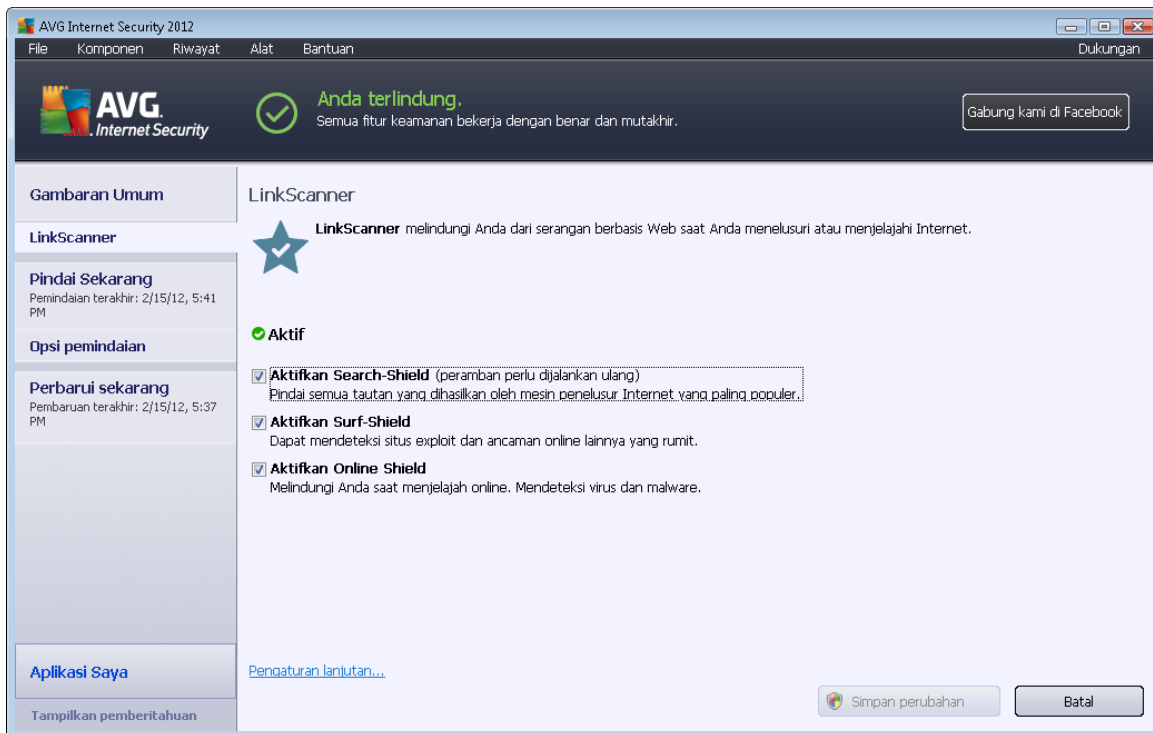 AVG Internet Security 2012
File Komponen Riwayat Alat Bantuan Dukungan
AVG.
Internet Security
Anda terlindung.
Semua fitur keamanan bekerja dengan benar dan mutakhir.
Gabung kami di Facebook
Gambaran Umum
LinkScanner
Pindai Sekarang
Pemindaian terakhir: 2/15/12, 5:41
PM
Opsi pemindaian
Perbarui sekarang
Pembaruan terakhir: 2/15/12, 5:37
PM
Aplikasi Saya
Tampilkan pemberitahuan
LinkScanner
LinkScanner melindungi Anda dari serangan berbasis Web saat Anda menelusuri atau menjelajahi Internet.
Aktif
Aktifkan Search-Shield (peramban perlu dijalankan ulang)
Pindai semua tautan yang dihasilkan oleh mesin penelusur Internet yang paling populer.
Aktifkan Surf-Shield
Dapat mendeteksi situs exploit dan ancaman online lainnya yang rumit.
Aktifkan Online Shield
Melindungi Anda saat menjelajah online. Mendeteksi virus dan malware.
Pengaturan lanjutan...
Simpan perubahan
Batal